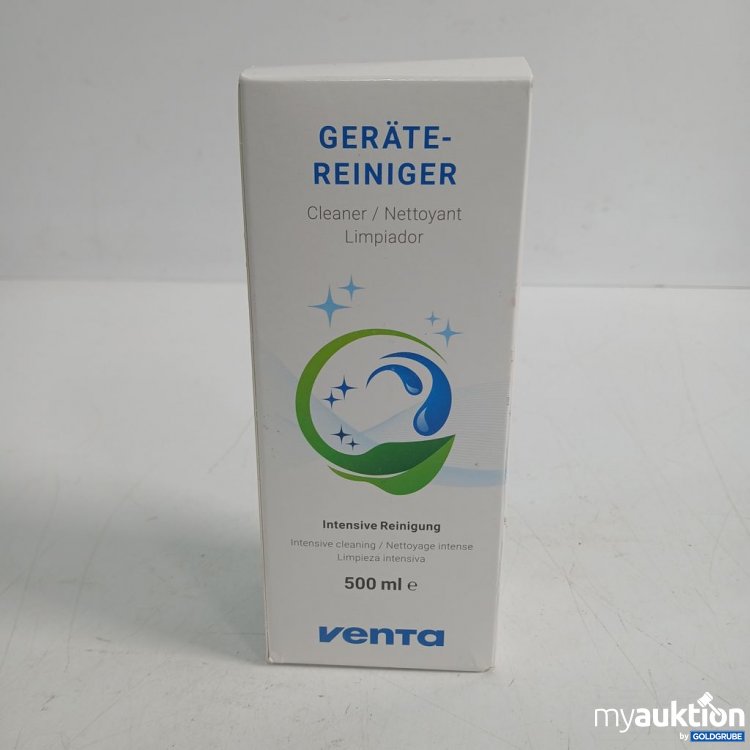 GERÄTE-
REINIGER
Cleaner / Nettoyant
Limpiador
Intensive Reinigung
Intensive cleaning / Nettoyage intense
Limpieza intensiva
500 ml ℮
venta
myauktion
by GOLDGRUBE